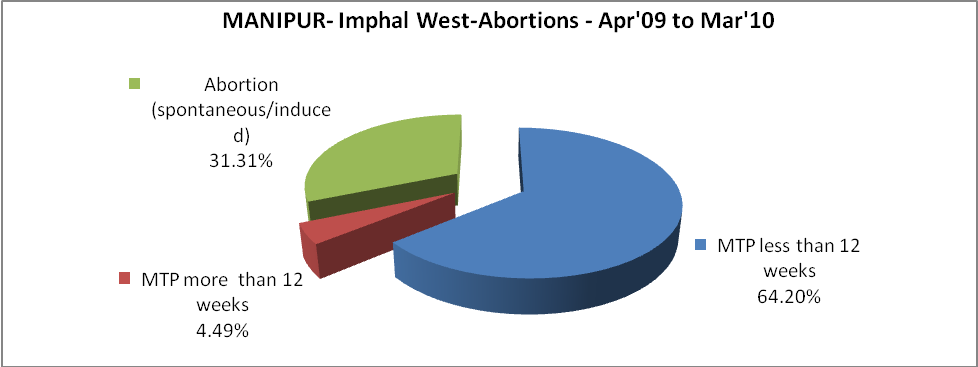 MANIPUR- Imphal West-Abortions - Apr'09 to Mar'10
Abortion
(spontaneous/induce
d)
31.31%
MTP less than 12
weeks
64.20%
MTP more than 12
weeks
4.49%